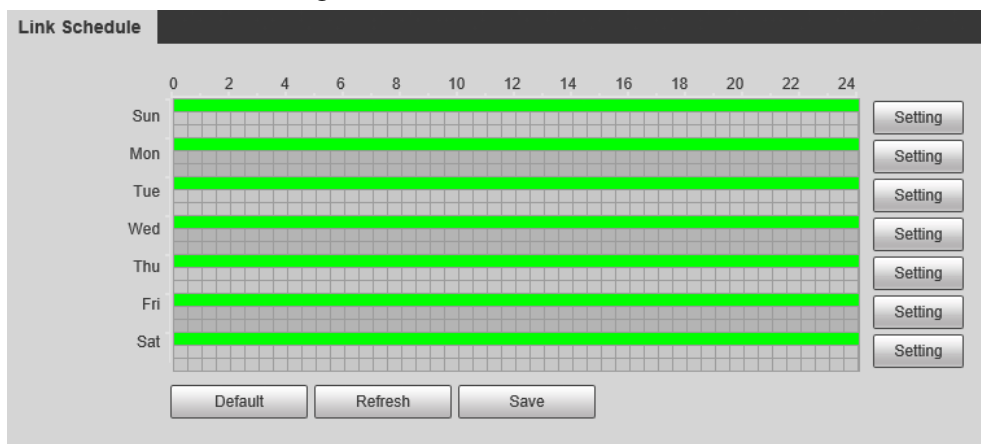 Link Schedule
0 2 4 6 8 10 12 14 16 18 20 22 24
Sun Setting
Mon Setting
Tue Setting
Wed Setting
Thu Setting
Fri Setting
Sat Setting
Default Refresh Save